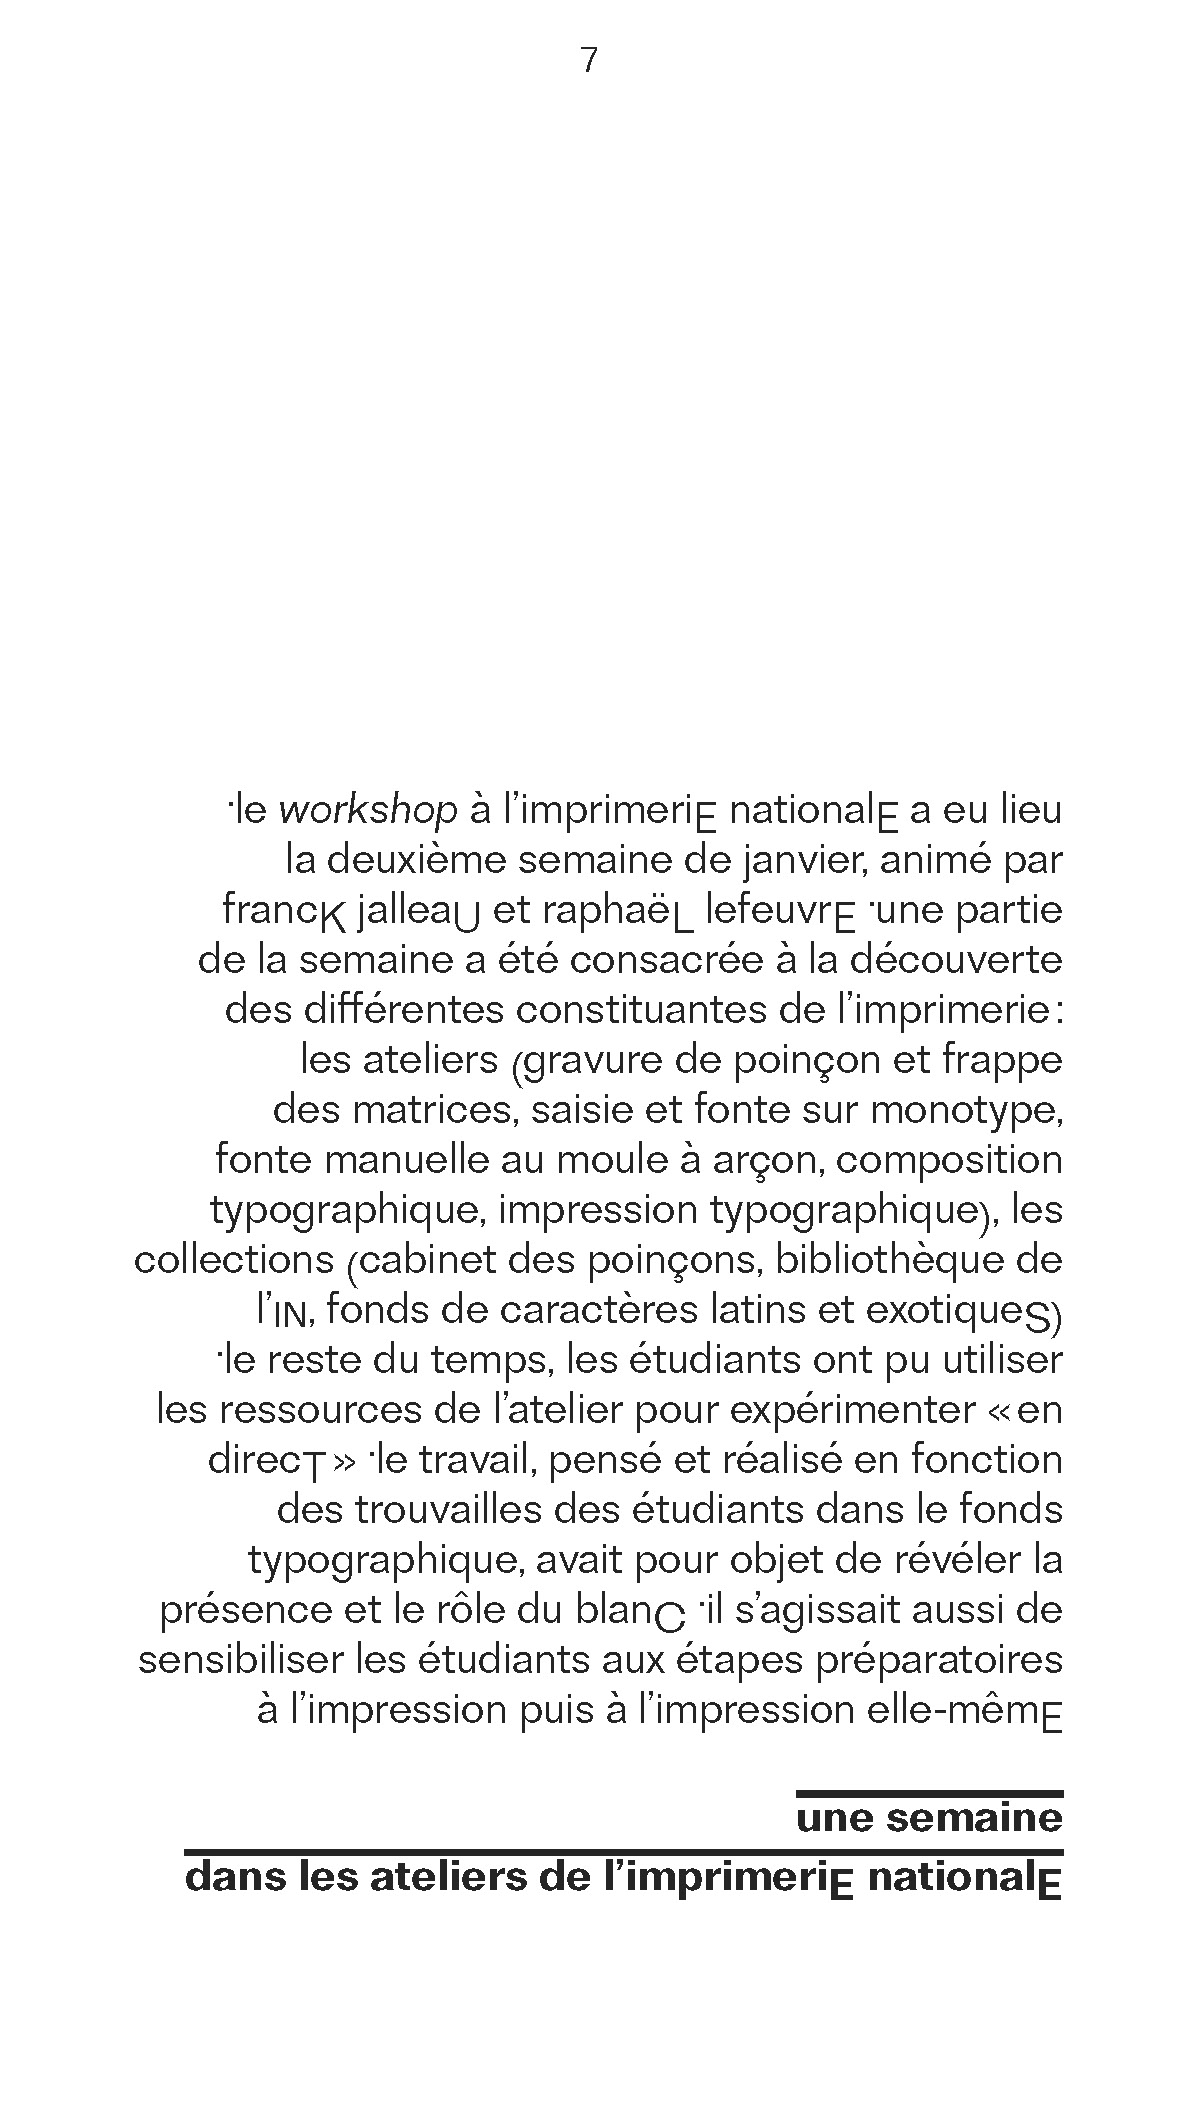 7
·le workshop à l’imprimeriE nationalE a eu lieu
la deuxième semaine de janvier, animé par
francK jalleaU et raphaëL lefeuvrE ·une partie
de la semaine a été consacrée à la découverte
des différentes constituantes de l’imprimerie :
les ateliers (gravure de poinçon et frappe
des matrices, saisie et fonte sur monotype,
fonte manuelle au moule à arçon, composition
typographique, impression typographique), les
collections (cabinet des poinçons, bibliothèque de
l’IN, fonds de caractères latins et exotiqueS)
·le reste du temps, les étudiants ont pu utiliser
les ressources de l’atelier pour expérimenter « en
direcT » ·le travail, pensé et réalisé en fonction
des trouvailles des étudiants dans le fonds
typographique, avait pour objet de révéler la
présence et le rôle du blanC ·il s’agissait aussi de
sensibiliser les étudiants aux étapes préparatoires
à l’impression puis à l’impression elle-mêmE
une semaine
dans les ateliers de l’imprimeriE nationalE